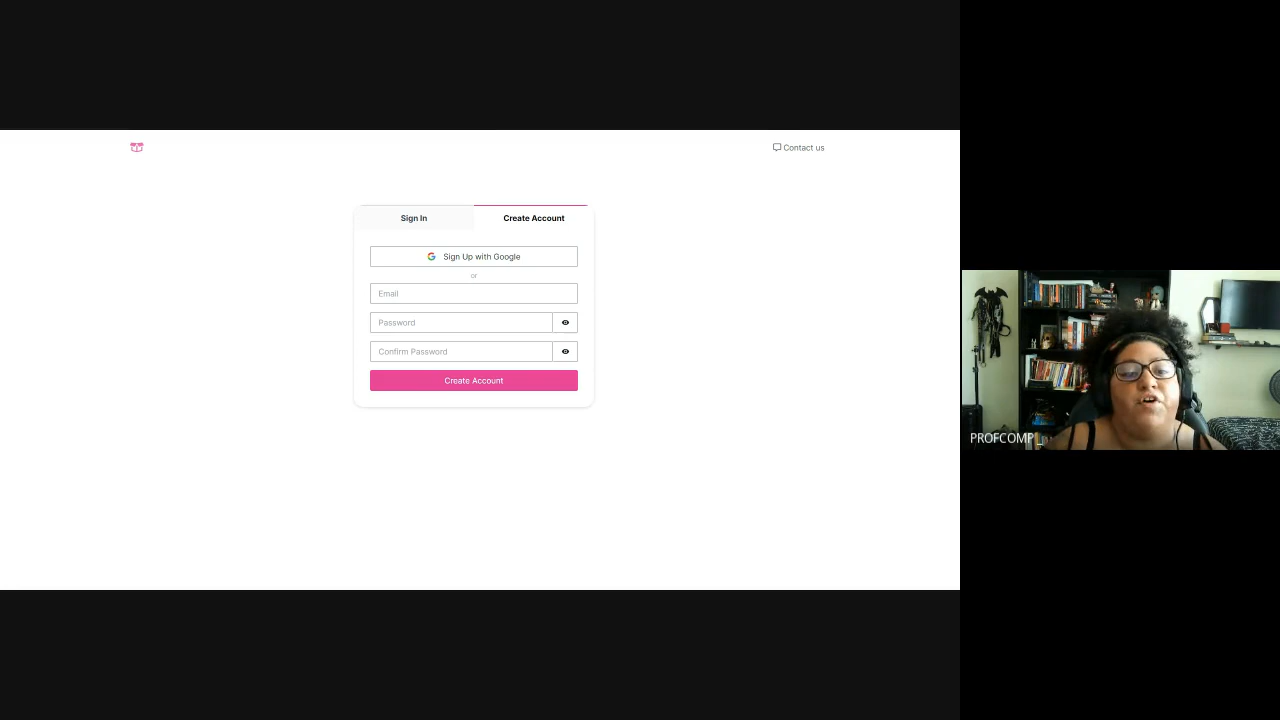 Contact us
Sign In
Create Account
Sign Up with Google
or
Email
Password
Confirm Password
Create Account
PROFCOMP _